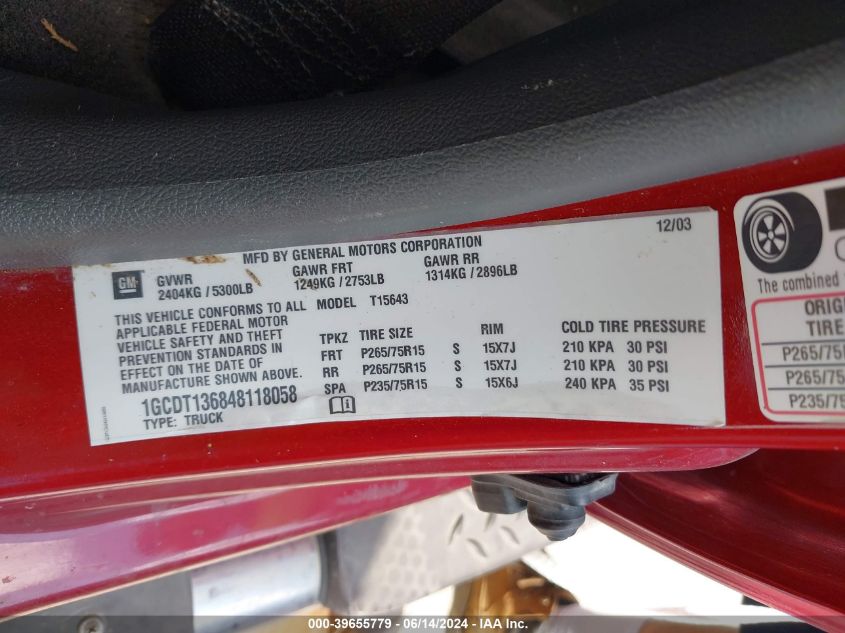 MFD BY GENERAL MOTORS CORPORATION 12/03
GM GVWR GAWR FRT GAWR RR
2404KG / 5300LB 1249KG / 2753LB 1314KG / 2896LB
THIS VEHICLE CONFORMS TO ALL MODEL T15643
APPLICABLE FEDERAL MOTOR
VEHICLE SAFETY AND THEFT
PREVENTION STANDARDS IN
EFFECT ON THE DATE OF
MANUFACTURE SHOWN ABOVE.
1GCDT136848118058
TYPE: TRUCK
TPKZ TIRE SIZE RIM COLD TIRE PRESSURE
FRT P265/75R15 S 15X7J 210 KPA 30 PSI
RR P265/75R15 S 15X7J 210 KPA 30 PSI
SPA P235/75R15 S 15X6J 240 KPA 35 PSI
The combined
ORIG
TIRE
P265/75
P265/75
P235/75
000-39655779 - 06/14/2024 - IAA Inc.